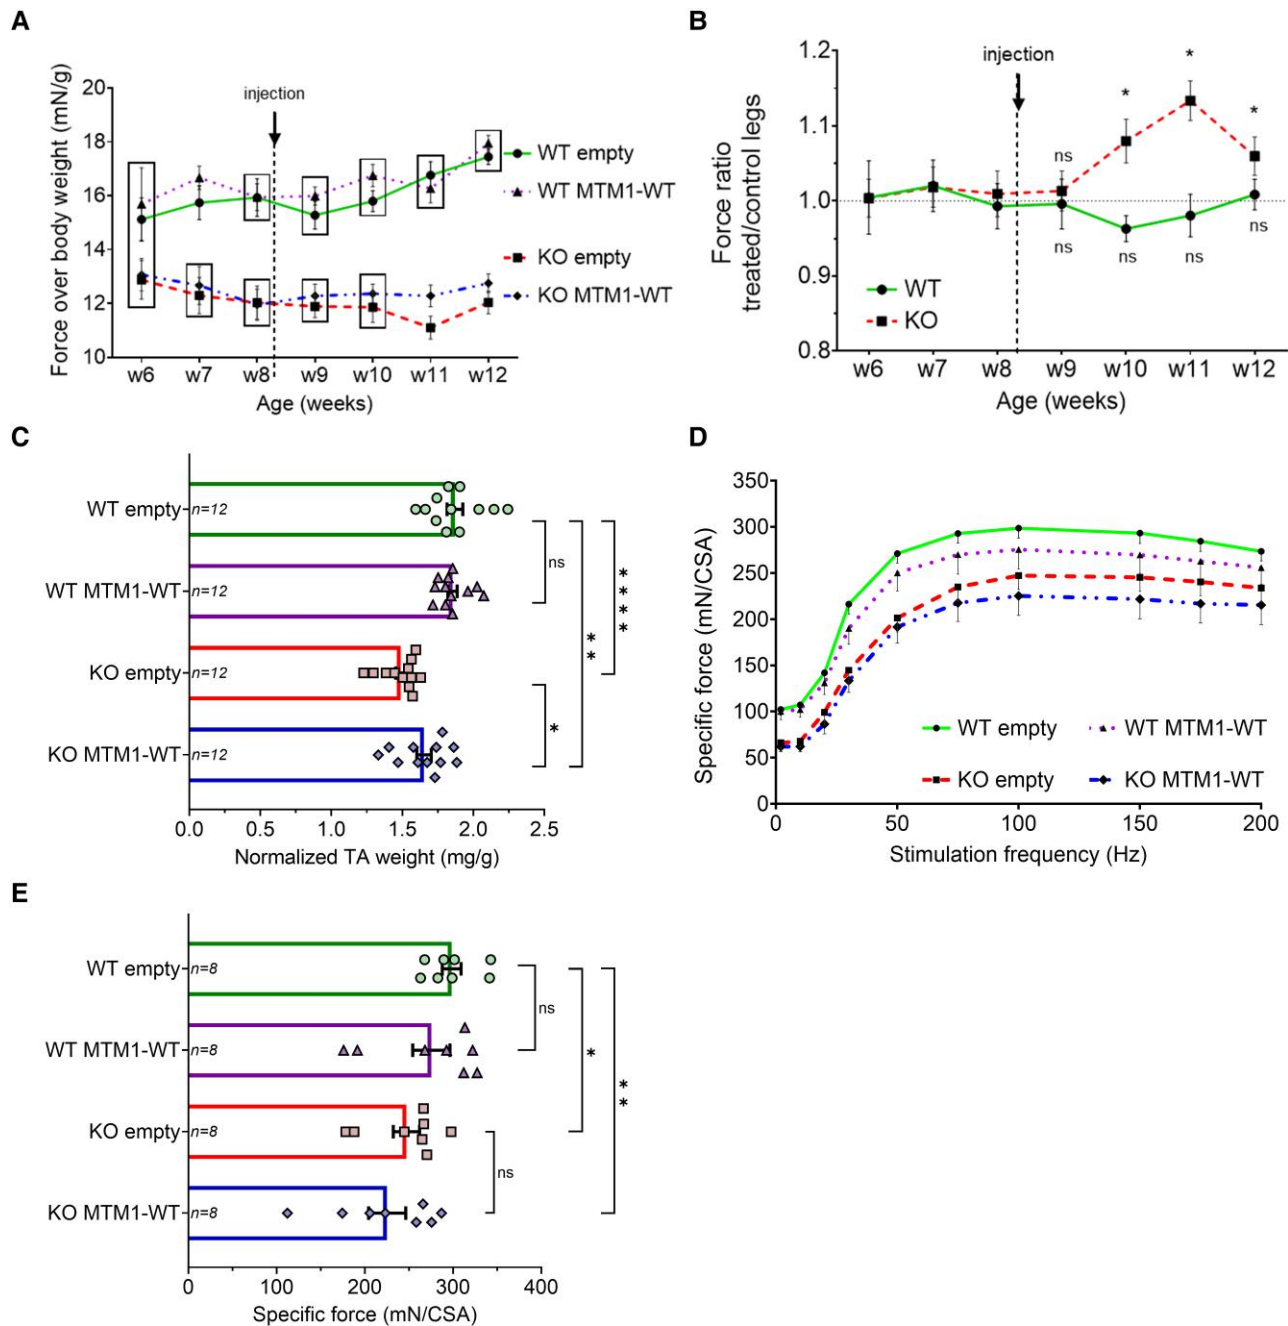 A
Force over body weight (mN/g)
20
18
16
14
12
10
injection
WT empty
WT MTM1-WT
KO empty
KO MTM1-WT
w6 w7 w8 w9 w10 w11 w12
Age (weeks)
B
Force ratio
treated/control legs
1.2
1.1
1.0
0.9
0.8
injection
*
*
*
ns
ns
ns
ns
ns
WT
KO
w6 w7 w8 w9 w10 w11 w12
Age (weeks)
C
WT empty n=12
WT MTM1-WT n=12
KO empty n=12
KO MTM1-WT n=12
ns
*
**
****
0.0 0.5 1.0 1.5 2.0 2.5
Normalized TA weight (mg/g)
D
Specific force (mN/CSA)
350
300
250
200
150
100
50
0
WT empty
WT MTM1-WT
KO empty
KO MTM1-WT
0 50 100 150 200
Stimulation frequency (Hz)
E
WT empty n=8
WT MTM1-WT n=8
KO empty n=8
KO MTM1-WT n=8
ns
ns
*
**
0 100 200 300 400
Specific force (mN/CSA)